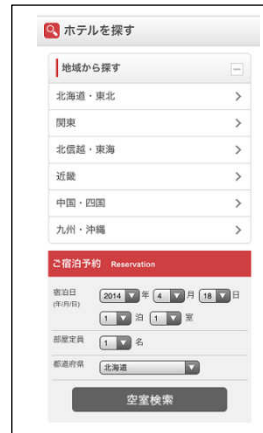 ホテルを探す
地域から探す
北海道・東北
関東
北信越・東海
近畿
中国・四国
九州・沖縄
ご宿泊予約 Reservation
宿泊日 2014 年 4 月 18 日
(年/月/日)
1 泊 1 室
部屋定員 1 名
都道府県 北海道
空室検索